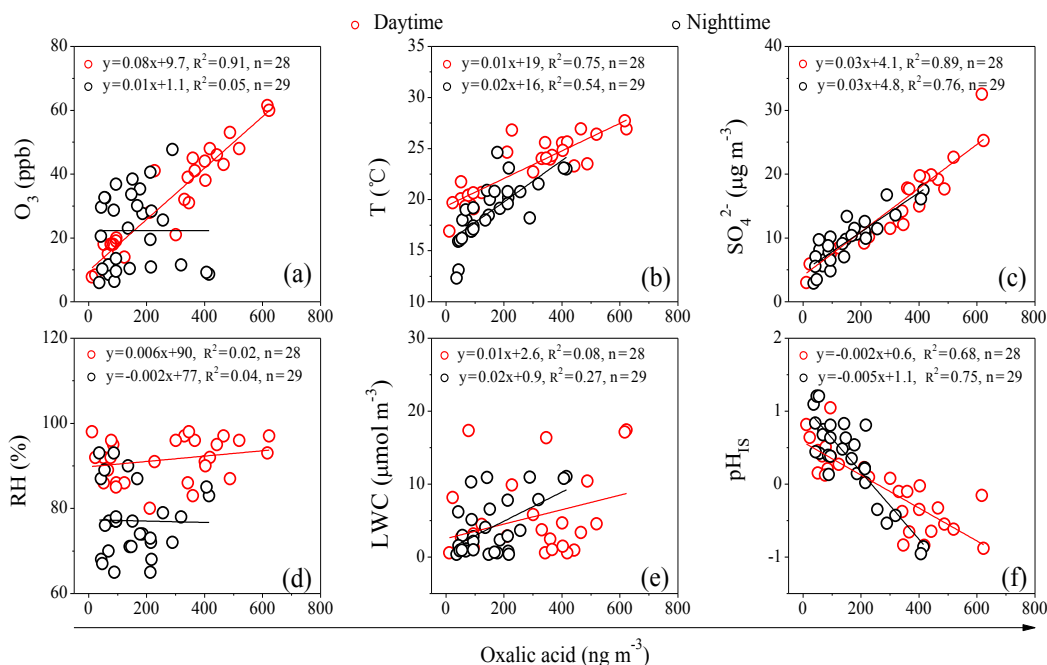 Daytime Nighttime
y=0.08x+9.7, R²=0.91, n=28
y=0.01x+1.1, R²=0.05, n=29
80
60
40
20
0
O₃ (ppb)
(a)
0 200 400 600 800
y=0.01x+19, R²=0.75, n=28
y=0.02x+16, R²=0.54, n=29
35
30
25
20
15
10
T (℃)
(b)
0 200 400 600 800
y=0.03x+4.1, R²=0.89, n=28
y=0.03x+4.8, R²=0.76, n=29
40
30
20
10
0
SO₄²⁻ (μg m⁻³)
(c)
0 200 400 600 800
y=0.006x+90, R²=0.02, n=28
y=-0.002x+77, R²=0.04, n=29
120
100
80
60
RH (%)
(d)
0 200 400 600 800
y=0.01x+2.6, R²=0.08, n=28
y=0.02x+0.9, R²=0.27, n=29
30
20
10
0
LWC (μmol m⁻³)
(e)
0 200 400 600 800
y=-0.002x+0.6, R²=0.68, n=28
y=-0.005x+1.1, R²=0.75, n=29
2
1
0
-1
pH_IS
(f)
0 200 400 600 800
Oxalic acid (ng m⁻³)